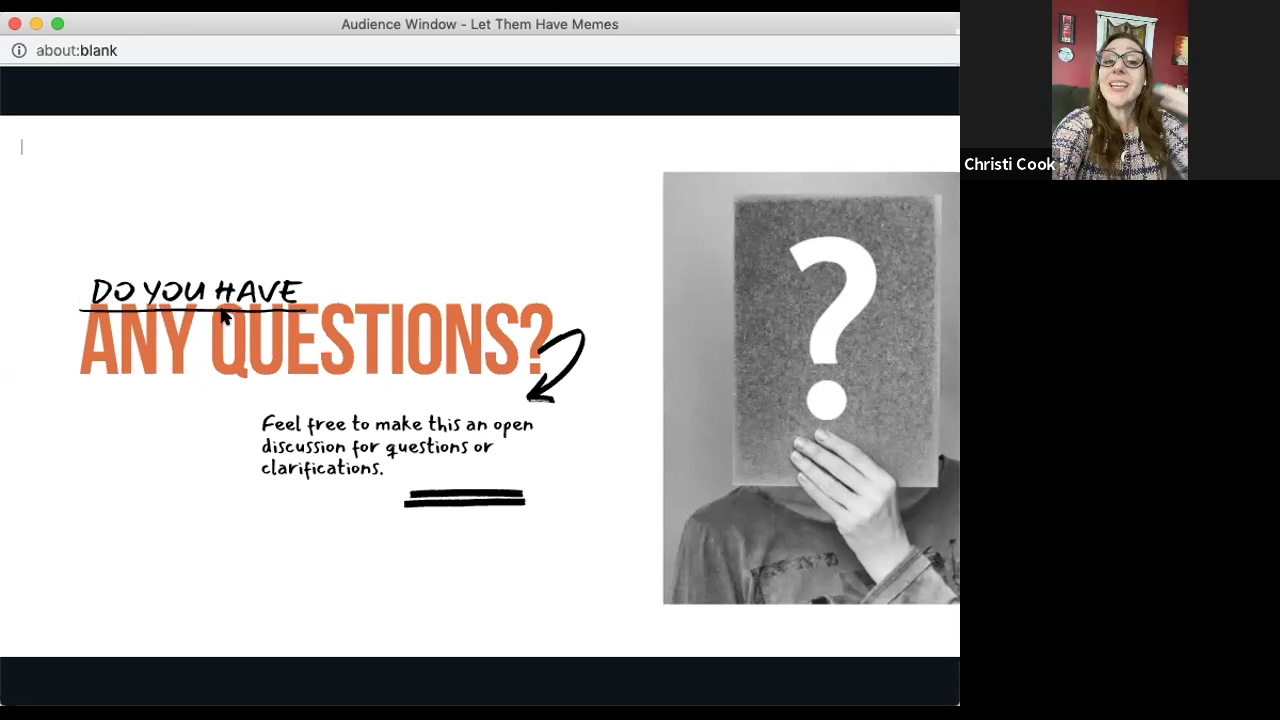 Audience Window - Let Them Have Memes
about:blank
DO YOU HAVE
ANY QUESTIONS?
Feel free to make this an open
discussion for questions or
clarifications.
?
Christi Cook